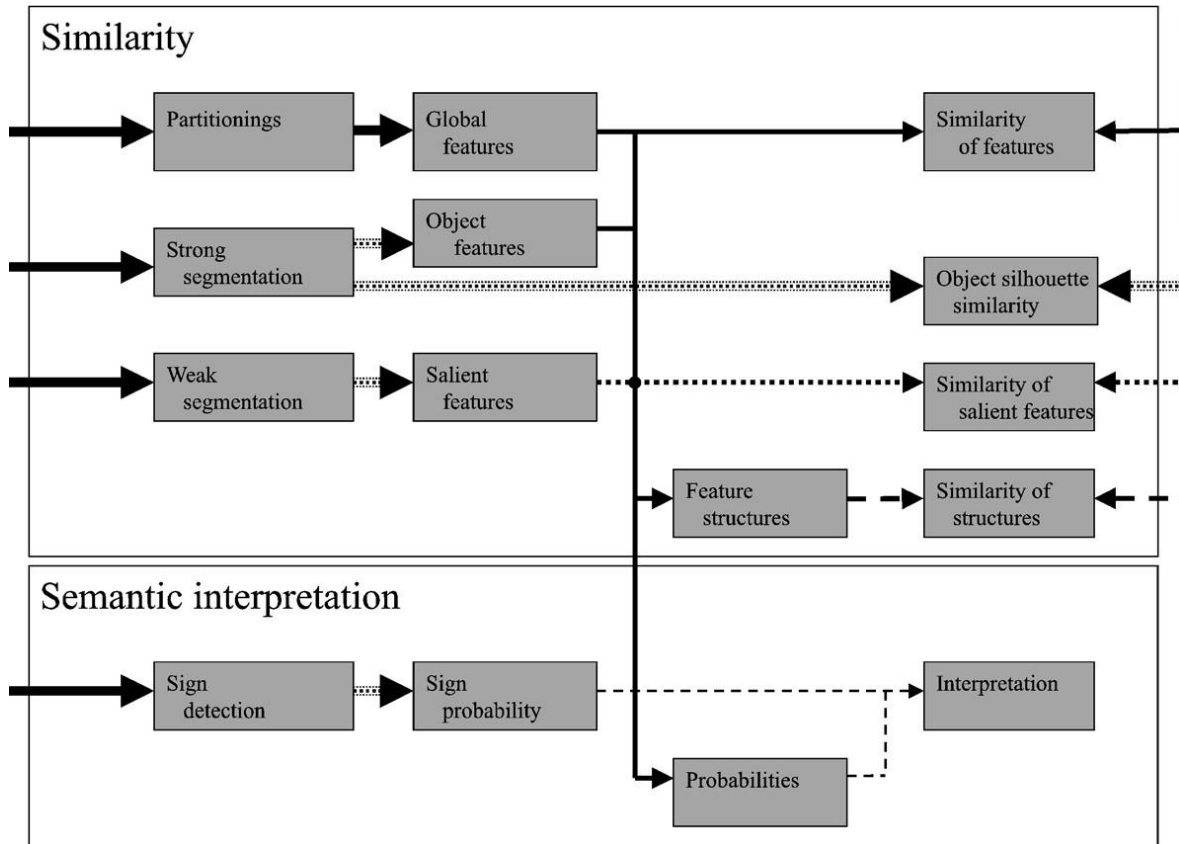 Similarity
Partitionings
Global
features
Similarity
of features
Object
features
Strong
segmentation
Object silhouette
similarity
Weak
segmentation
Salient
features
Similarity of
salient features
Feature
structures
Similarity of
structures
Semantic interpretation
Sign
detection
Sign
probability
Interpretation
Probabilities